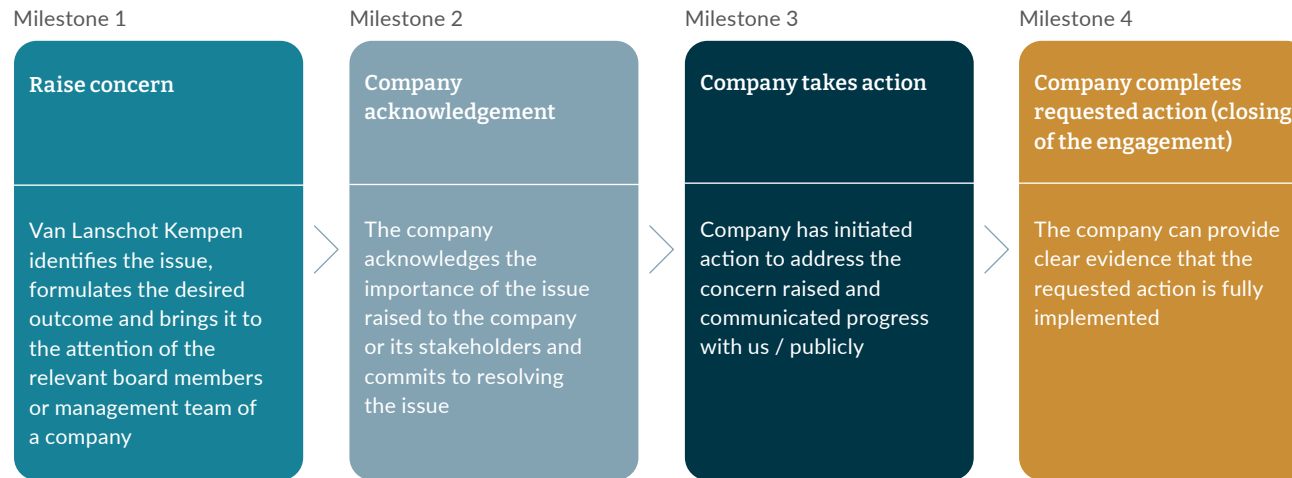 Milestone 1
Raise concern
Van Lanschot Kempen
identifies the issue,
formulates the desired
outcome and brings it to
the attention of the
relevant board members
or management team of
a company
Milestone 2
Company
acknowledgement
The company
acknowledges the
importance of the issue
raised to the company
or its stakeholders and
commits to resolving
the issue
Milestone 3
Company takes action
Company has initiated
action to address the
concern raised and
communicated progress
with us / publicly
Milestone 4
Company completes
requested action (closing
of the engagement)
The company can provide
clear evidence that the
requested action is fully
implemented